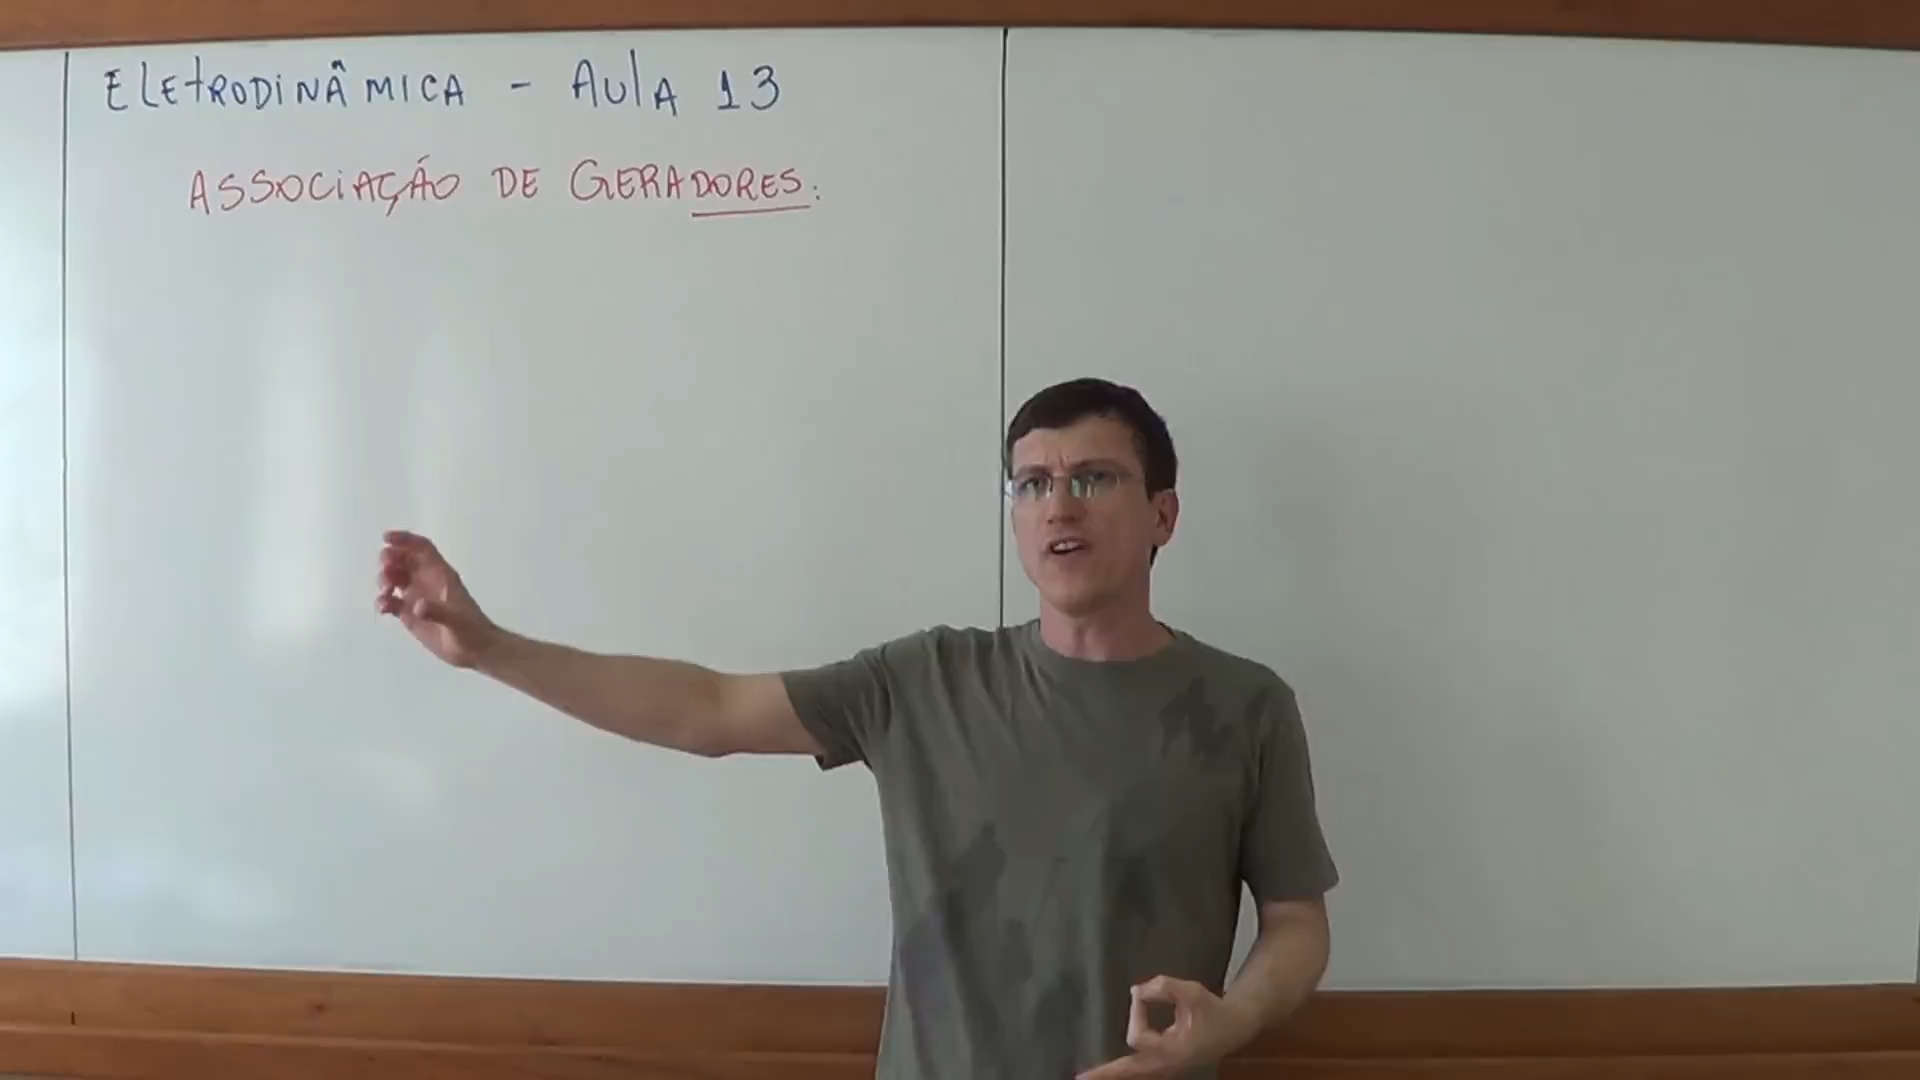 ELETRODINÂMICA - AULA 13
ASSOCIAÇÃO DE GERADORES: